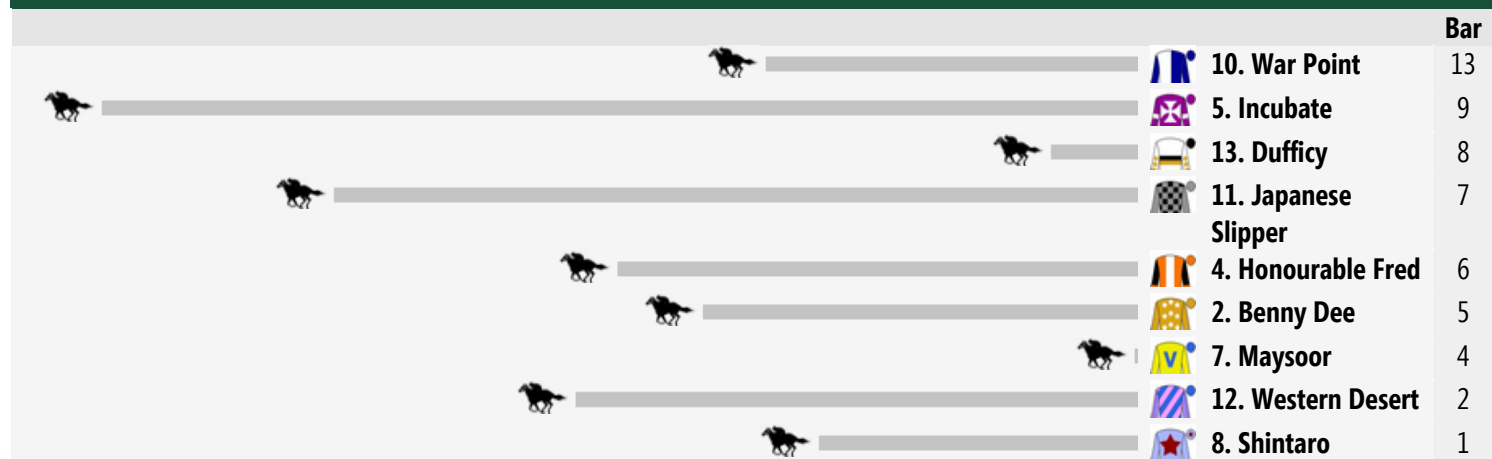 Bar
10. War Point 13
5. Incubate 9
13. Dufficy 8
11. Japanese 7
Slipper
4. Honourable Fred 6
2. Benny Dee 5
V 7. Maysoor 4
12. Western Desert 2
8. Shintaro 1